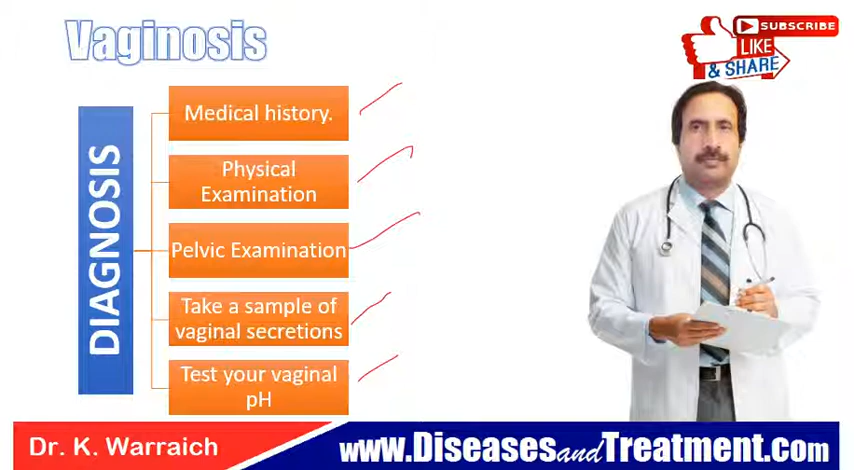 Vaginosis
SUBSCRIBE
LIKE
& SHARE
DIAGNOSIS
Medical history.
Physical
Examination
Pelvic Examination
Take a sample of
vaginal secretions
Test your vaginal
pH
Dr. K. Warraich
www.DiseasesandTreatment.com